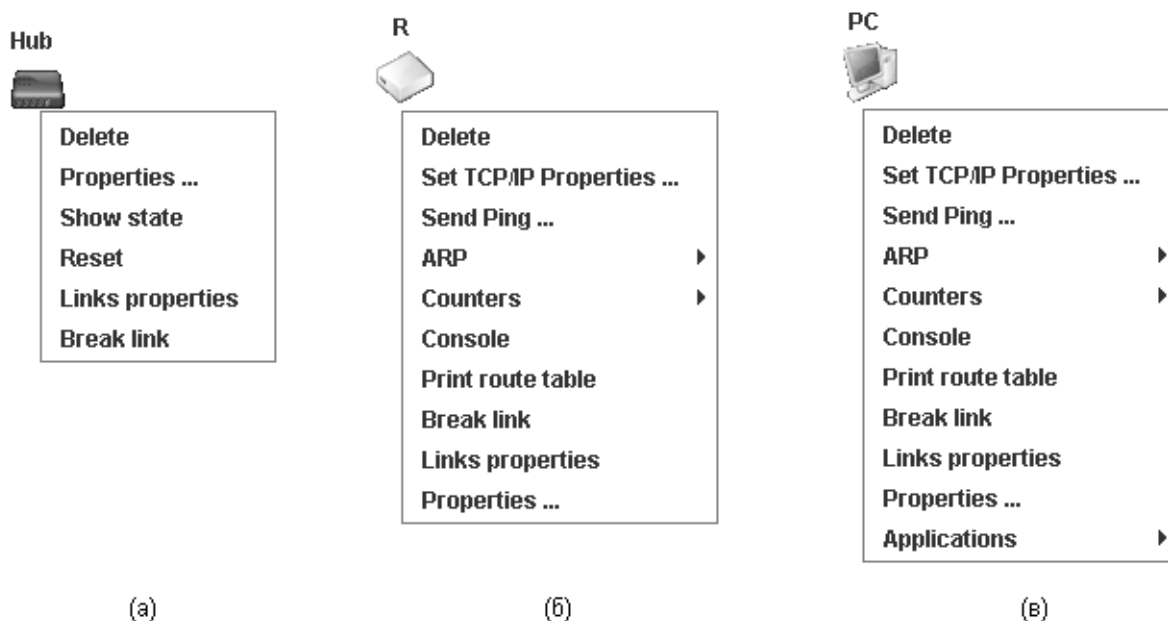 Hub
Delete
Properties ...
Show state
Reset
Links properties
Break link
(а)
R
Delete
Set TCP/IP Properties ...
Send Ping ...
ARP
Counters
Console
Print route table
Break link
Links properties
Properties ...
(б)
PC
Delete
Set TCP/IP Properties ...
Send Ping ...
ARP
Counters
Console
Print route table
Break link
Links properties
Properties ...
Applications
(в)